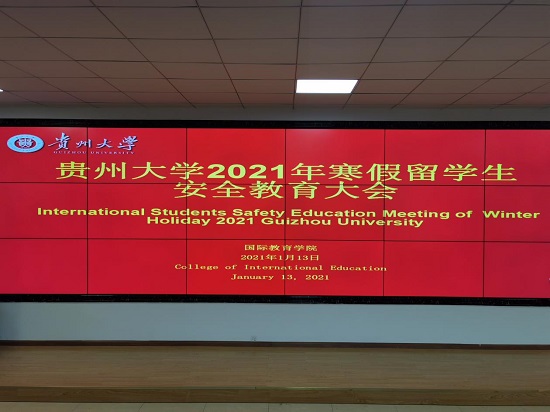 贵州大学
GUIZHOU UNIVERSITY
贵州大学2021年寒假留学生
安全教育大会
International Students Safety Education Meeting of Winter
Holiday 2021 Guizhou University
国际教育学院
2021年1月13日
College of International Education
January 13, 2021